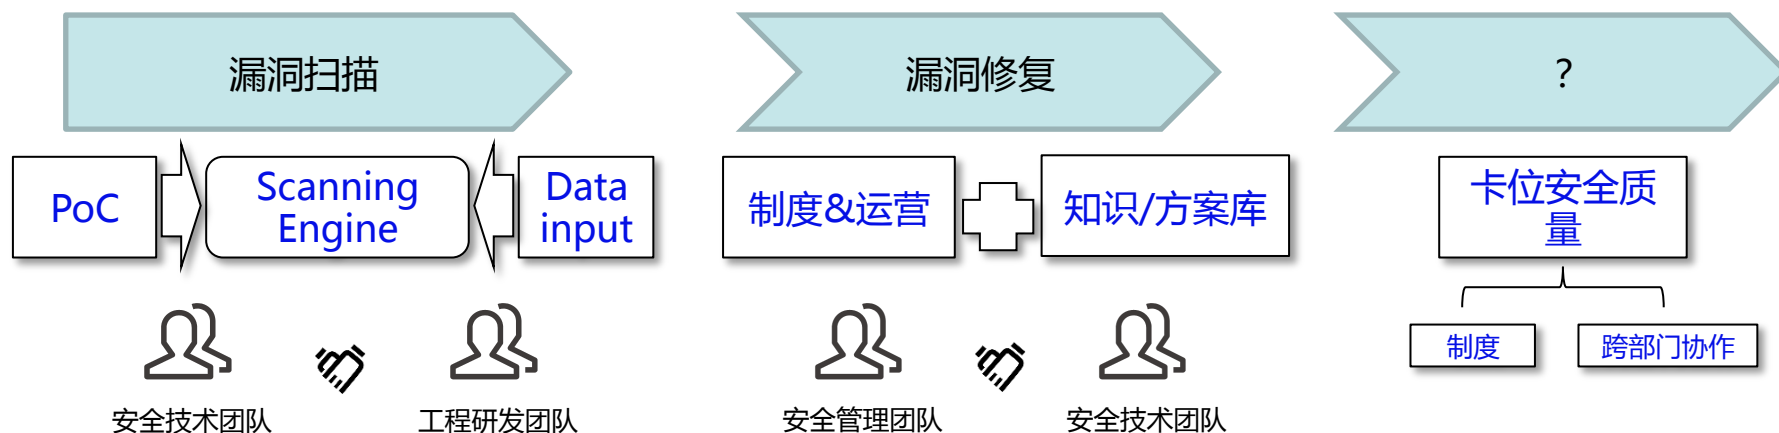 漏洞扫描
漏洞修复
?
PoC
Scanning
Engine
Data
input
制度&运营
知识/方案库
卡位安全质
量
制度
跨部门协作
安全技术团队
工程研发团队
安全管理团队
安全技术团队